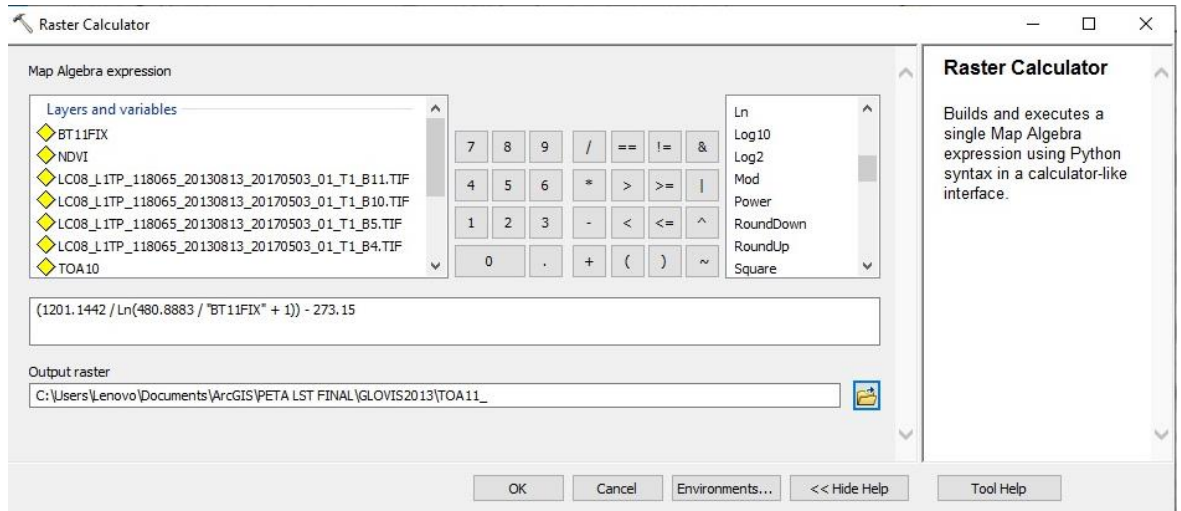 Raster Calculator
Map Algebra expression
Layers and variables
BT11FIX
NDVI
LC08_L1TP_118065_20130813_20170503_01_T1_B11.TIF
LC08_L1TP_118065_20130813_20170503_01_T1_B10.TIF
LC08_L1TP_118065_20130813_20170503_01_T1_B5.TIF
LC08_L1TP_118065_20130813_20170503_01_T1_B4.TIF
TOA10
7 8 9 / == != &
4 5 6 * > >= |
1 2 3 - < <= ^
0 . + ( ) ~
Ln
Log10
Log2
Mod
Power
RoundDown
RoundUp
Square
(1201.1442 / Ln(480.8883 / "BT11FIX" + 1)) - 273.15
Output raster
C:\Users\Lenovo\Documents\ArcGIS\PETA LST FINAL\GLOVIS2013\TOA11_
OK Cancel Environments... << Hide Help Tool Help
Raster Calculator
Builds and executes a
single Map Algebra
expression using Python
syntax in a calculator-like
interface.